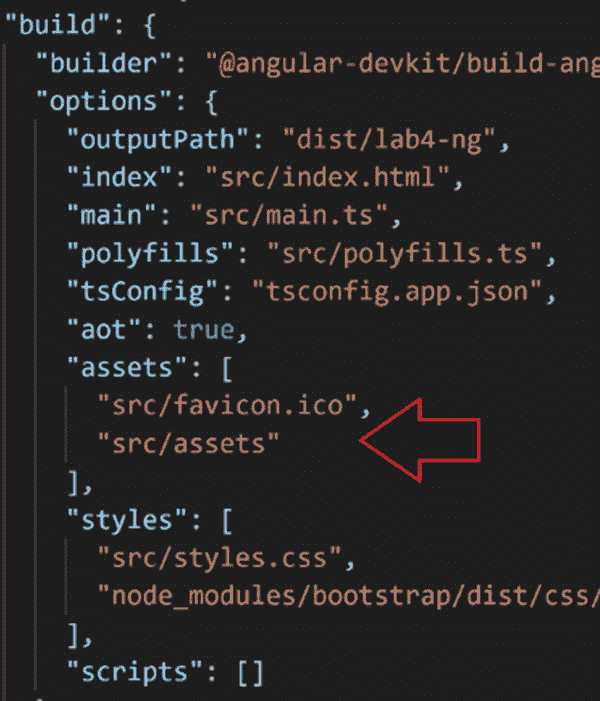 "build": {
"builder": "@angular-devkit/build-ang
"options": {
"outputPath": "dist/lab4-ng",
"index": "src/index.html",
"main": "src/main.ts",
"polyfills": "src/polyfills.ts",
"tsConfig": "tsconfig.app.json",
"aot": true,
"assets": [
"src/favicon.ico",
"src/assets"
],
"styles": [
"src/styles.css",
"node_modules/bootstrap/dist/css/
],
"scripts": []